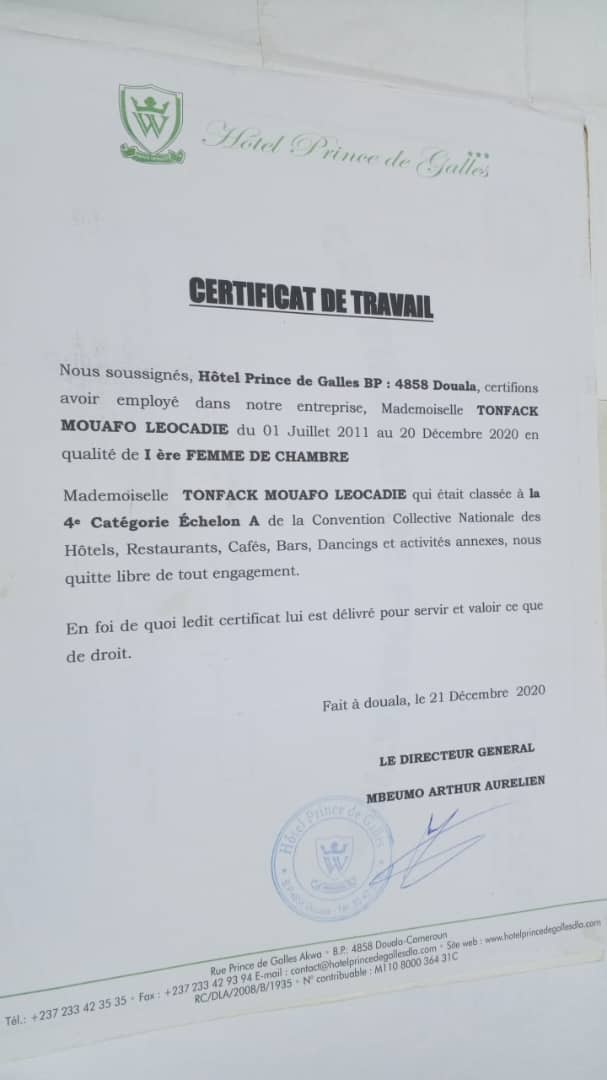 W
Hôtel Prince de Galles
CERTIFICAT DE TRAVAIL
Nous soussignés, Hôtel Prince de Galles BP : 4858 Douala, certifions
avoir employé dans notre entreprise, Mademoiselle TONFACK
MOUAFO LEOCADIE du 01 Juillet 2011 au 20 Décembre 2020 en
qualité de I ère FEMME DE CHAMBRE
Mademoiselle TONFACK MOUAFO LEOCADIE qui était classée à la
4e Catégorie Échelon A de la Convention Collective Nationale des
Hôtels, Restaurants, Cafés, Bars, Dancings et activités annexes, nous
quitte libre de tout engagement.
En foi de quoi ledit certificat lui est délivré pour servir et valoir ce que
de droit.
Fait à douala, le 21 Décembre 2020
LE DIRECTEUR GENERAL
MBEUMO ARTHUR AURELIEN
Hôtel Prince de Galles
W
Rue Prince de Galles Akwa • B.P.: 4858 Douala-Cameroun
Tél.: +237 233 42 35 35 • Fax : +237 233 42 93 94 E-mail : contact@hotelprincedegallesdla.com • Site web : www.hotelprincedegallesdla.com
RC/DLA/2008/B/1935 • N° contribuable : M110 8000 364 31C